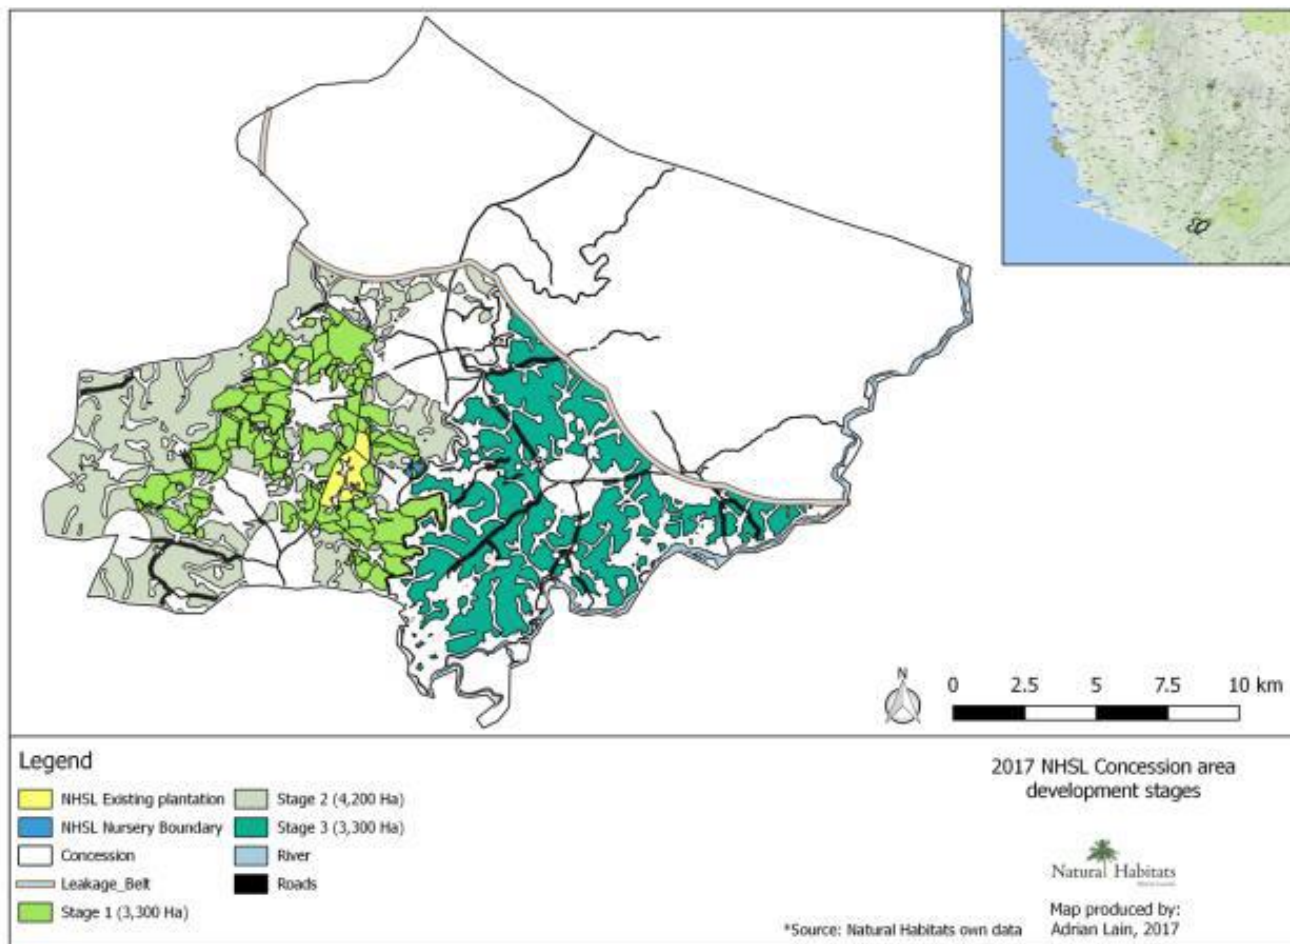 N
0 2.5 5 7.5 10 km
Legend
NHSL Existing plantation
NHSL Nursery Boundary
Concession
Leakage_Belt
Stage 1 (3,300 Ha)
Stage 2 (4,200 Ha)
Stage 3 (3,300 Ha)
River
Roads
2017 NHSL Concession area
development stages
Natural Habitats
Map produced by:
*Source: Natural Habitats own data Adrian Lain, 2017